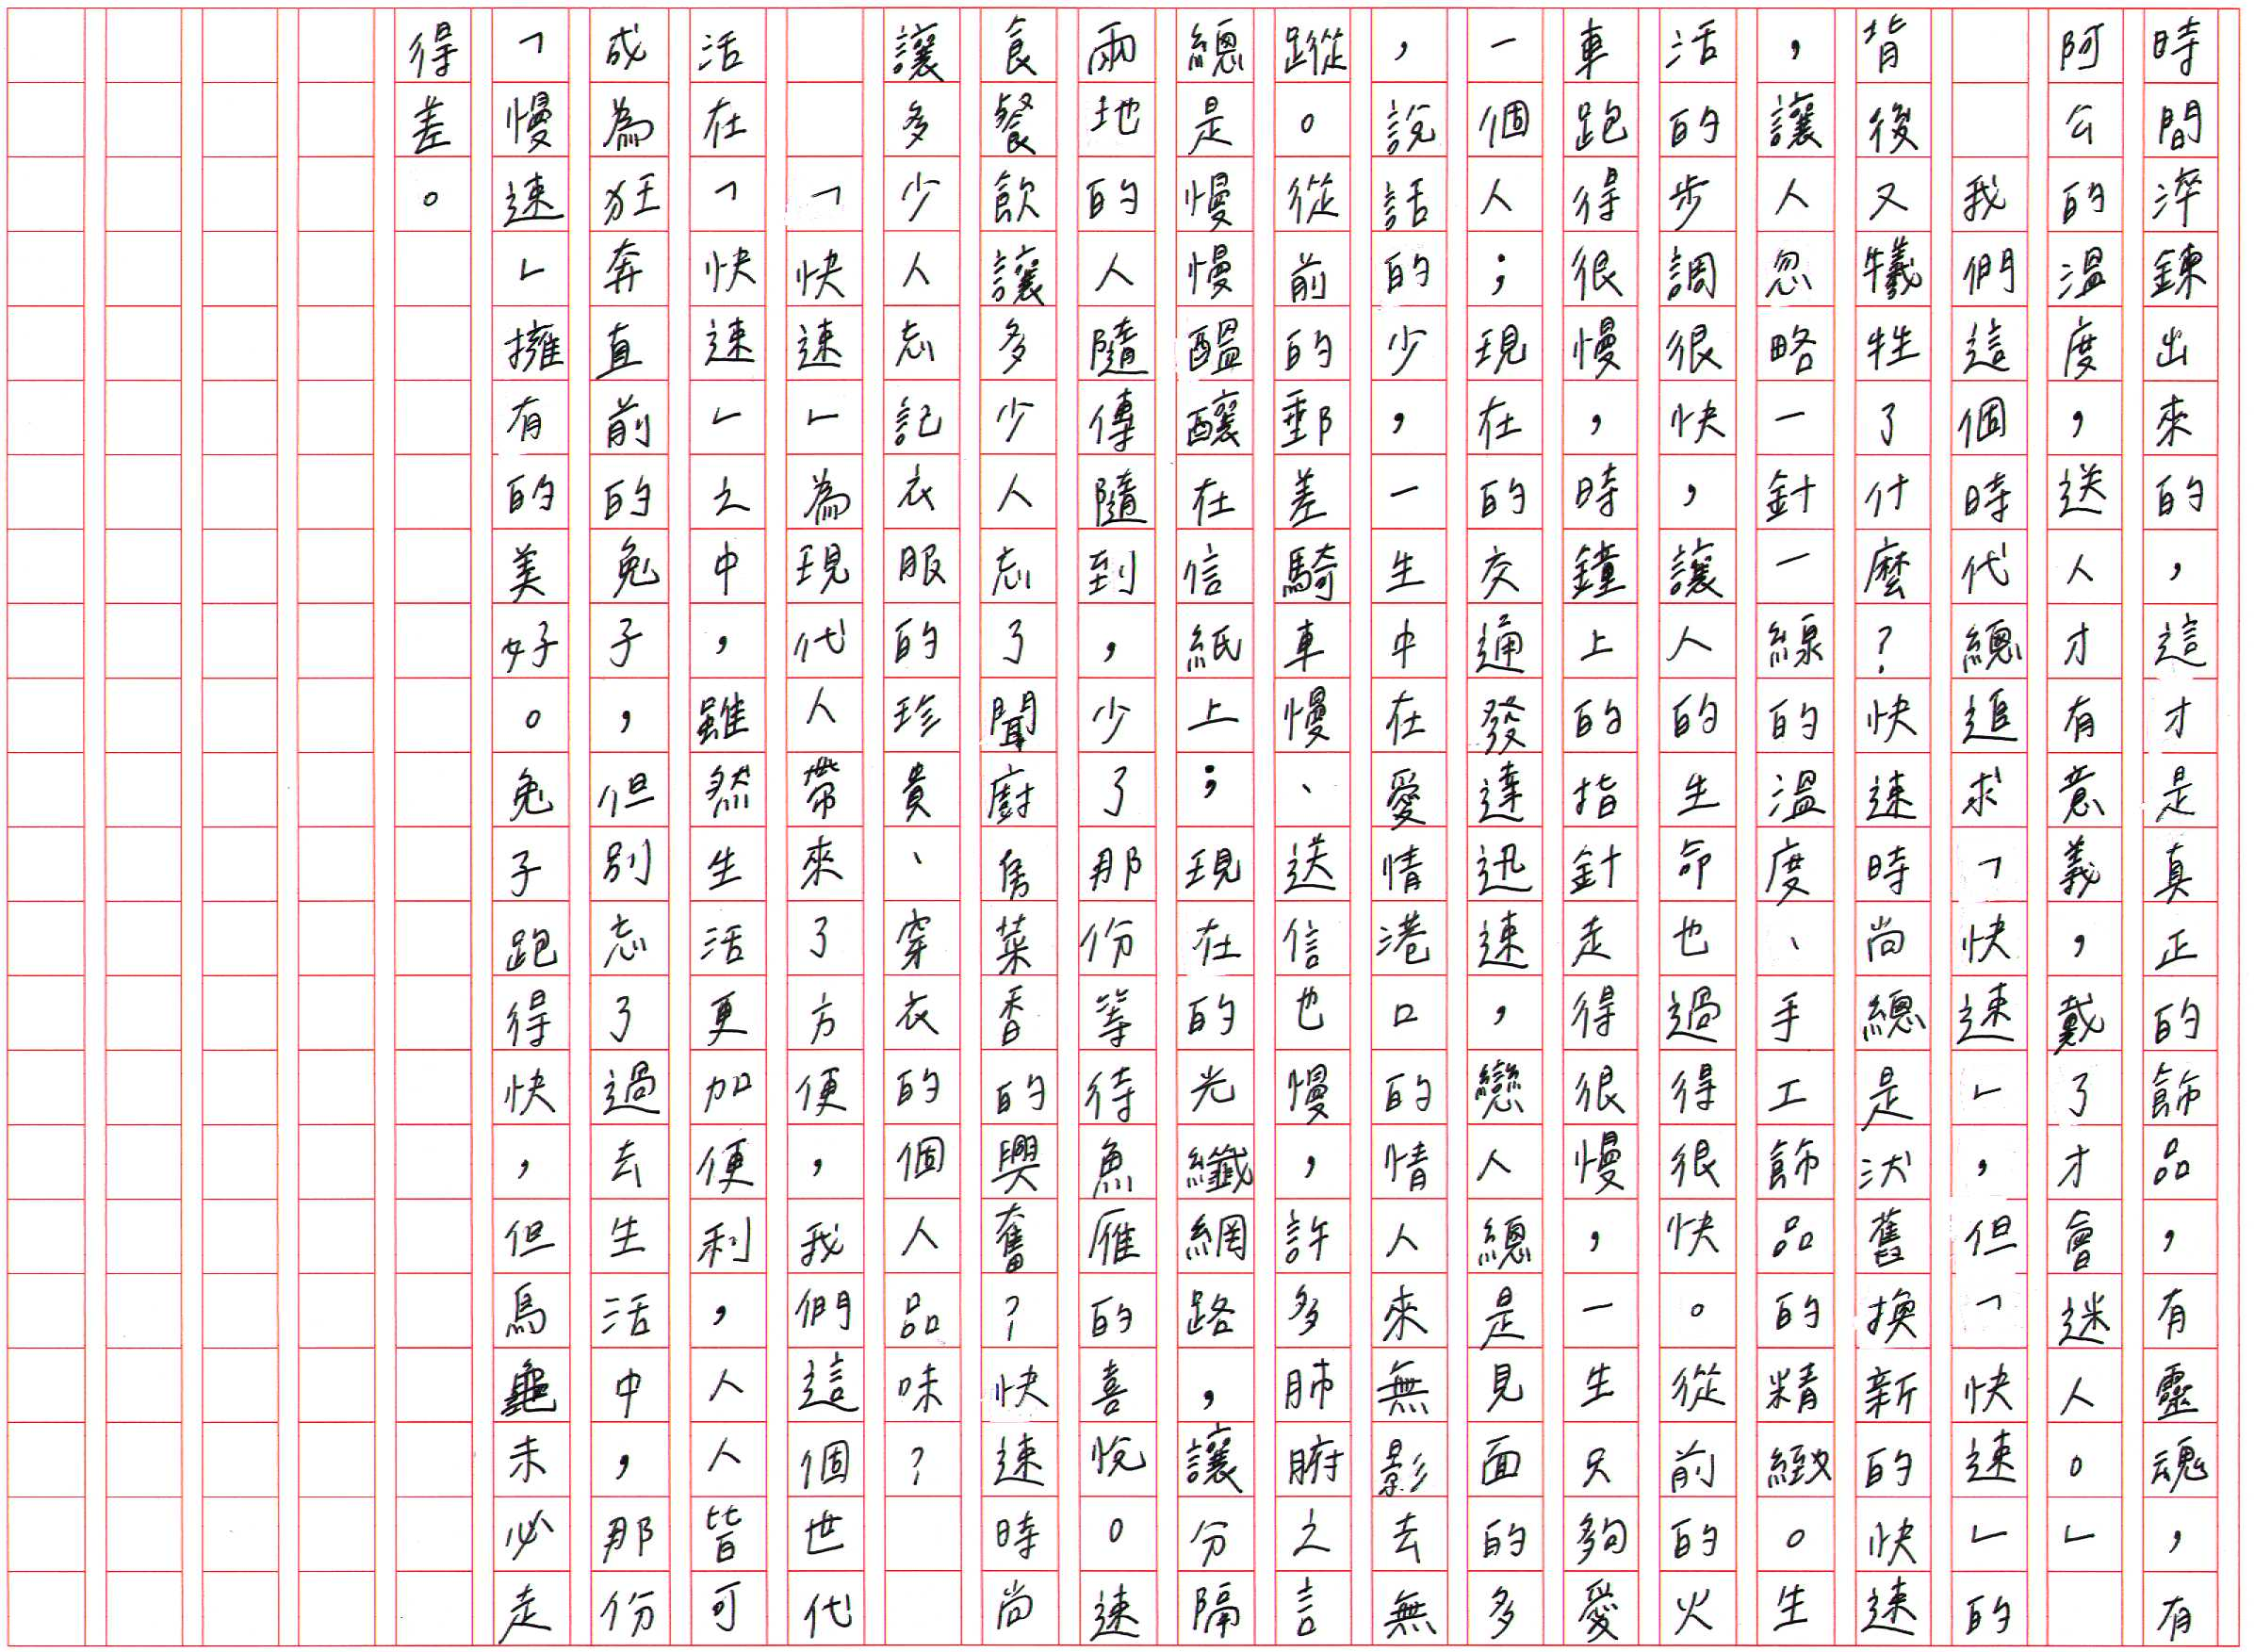 時間淬鍊出來的，這才是真正的飾品，有靈魂，有
阿公的溫度，送人才有意義，戴了才會迷人。」
我們這個時代總追求「快速」，但「快速」的
背後又犧牲了什麼？快速時尚總是汰舊換新的快速
，讓人忽略一針一線的溫度、手工飾品的精緻。生
活的步調很快，讓人的生命也過得很快。從前的火
車跑得很慢，時鐘上的指針走得很慢，一生只夠愛
一個人；現在的交通發達迅速，戀人總是見面的多
，說話的少，一生中在愛情港口的情人來無影去無
蹤。從前的郵差騎車慢、送信也慢，許多肺腑之言
總是慢慢醞釀在信紙上；現在的光纖網路，讓分隔
兩地的人隨傳隨到，少了那份等待魚雁的喜悅。速
食餐飲讓多少人忘了聞廚房菜香的興奮？快速時尚
讓多少人忘記衣服的珍貴、穿衣的個人品味？
「快速」為現代人帶來了方便，我們這個世代
活在「快速」之中，雖然生活更加便利，人人皆可
成為狂奔直前的兔子，但別忘了過去生活中，那份
「慢速」擁有的美好。兔子跑得快，但烏龜未必走
得差。